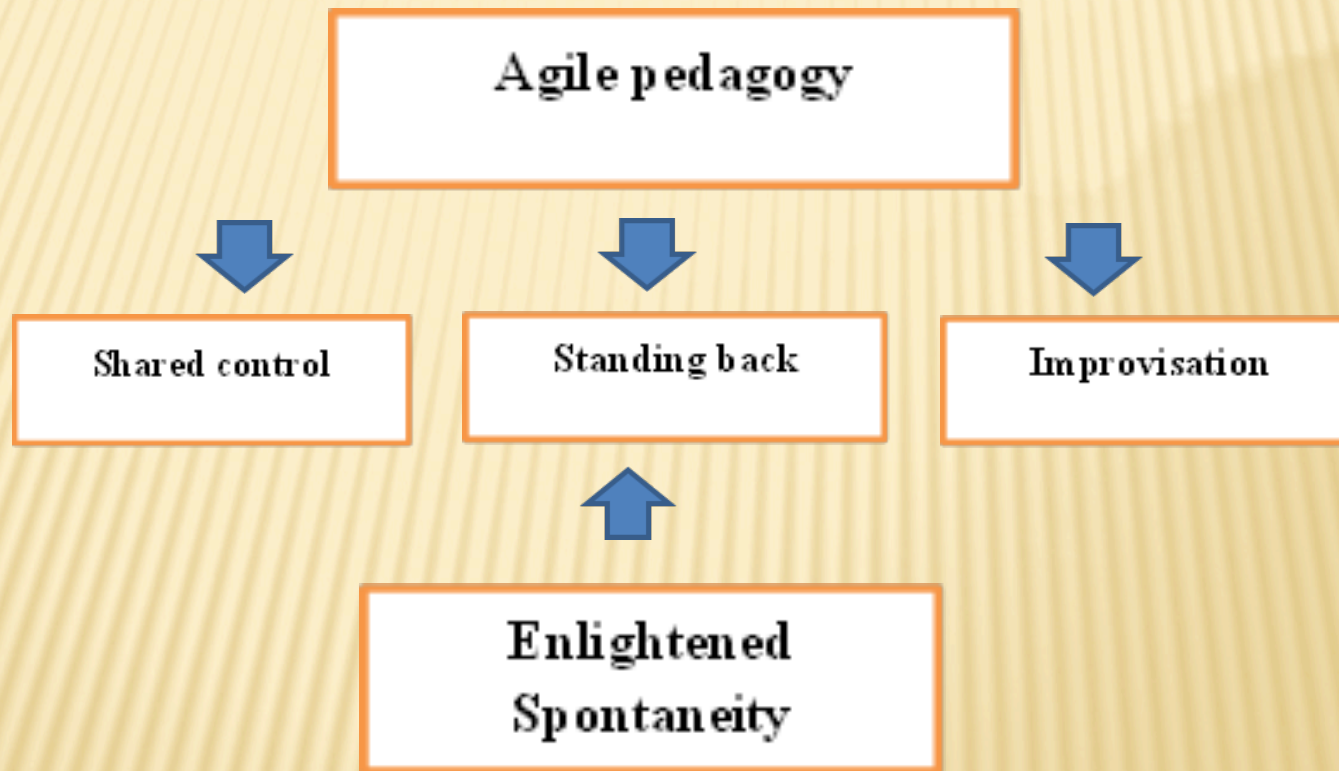 Agile pedagogy
Shared control
Standing back
Improvisation
Enlightened
Spontaneity